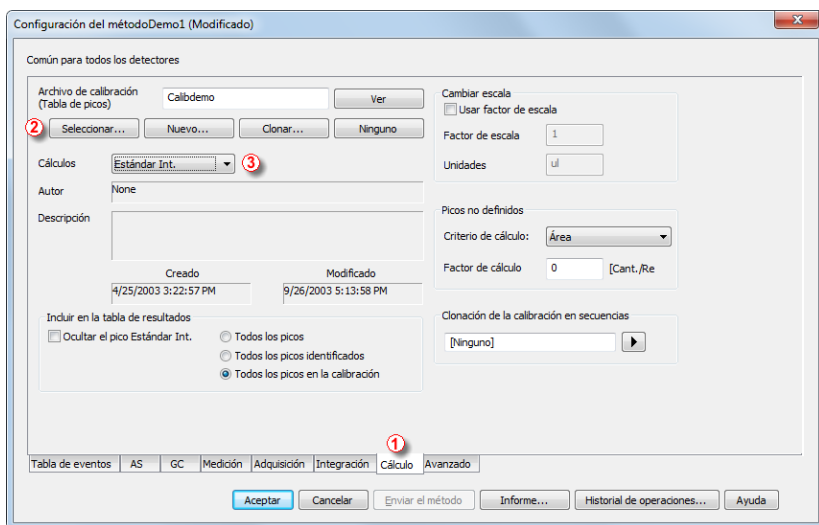 Configuración del métodoDemo1 (Modificado)
x
Común para todos los detectores
Archivo de calibración
(Tabla de picos)
Calibdemo
Ver
2
Seleccionar...
Nuevo...
Clonar...
Ninguno
Cálculos
Estándar Int.
3
Autor
None
Descripción
Creado
Modificado
4/25/2003 3:22:57 PM
9/26/2003 5:13:58 PM
Incluir en la tabla de resultados
Ocultar el pico Estándar Int.
Todos los picos
Todos los picos identificados
Todos los picos en la calibración
Cambiar escala
Usar factor de escala
Factor de escala
1
Unidades
ul
Picos no definidos
Criterio de cálculo:
Área
Factor de cálculo
0
[Cant./Re
Clonación de la calibración en secuencias
[Ninguno]
1
Tabla de eventos
AS
GC
Medición
Adquisición
Integración
Cálculo
Avanzado
Aceptar
Cancelar
Enviar el método
Informe...
Historial de operaciones...
Ayuda